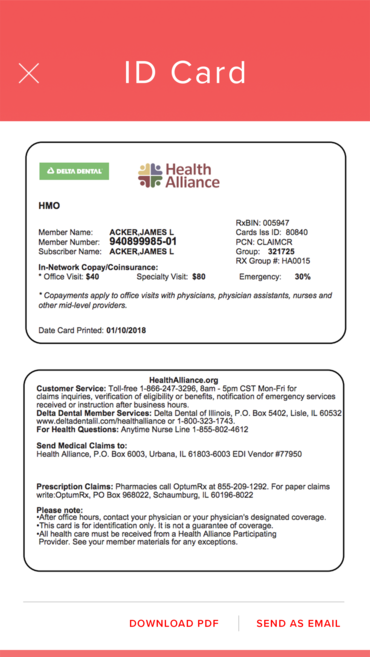 ID Card
DELTA DENTAL
Health
Alliance
HMO
RxBIN: 005947
Member Name: ACKER,JAMES L Cards Iss ID: 80840
Member Number: 940899985-01 PCN: CLAIMCR
Subscriber Name: ACKER,JAMES L Group: 321725
RX Group #: HA0015
In-Network Copay/Coinsurance:
* Office Visit: $40 Specialty Visit: $80 Emergency: 30%
* Copayments apply to office visits with physicians, physician assistants, nurses and
other mid-level providers.
Date Card Printed: 01/10/2018
HealthAlliance.org
Customer Service: Toll-free 1-866-247-3296, 8am - 5pm CST Mon-Fri for
claims inquiries, verification of eligibility or benefits, notification of emergency services
received or instruction after business hours.
Delta Dental Member Services: Delta Dental of Illinois, P.O. Box 5402, Lisle, IL 60532
www.deltadentalil.com/healthalliance or 1-800-323-1743.
For Health Questions: Anytime Nurse Line 1-855-802-4612
Send Medical Claims to:
Health Alliance, P.O. Box 6003, Urbana, IL 61803-6003 EDI Vendor #77950
Prescription Claims: Pharmacies call OptumRx at 855-209-1292. For paper claims
write:OptumRx, PO Box 968022, Schaumburg, IL 60196-8022
Please note:
•After office hours, contact your physician or your physician's designated coverage.
•This card is for identification only. It is not a guarantee of coverage.
•All health care must be received from a Health Alliance Participating
Provider. See your member materials for any exceptions.
DOWNLOAD PDF SEND AS EMAIL